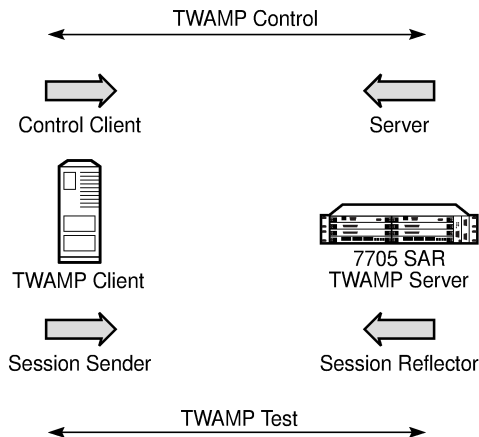 TWAMP Control
Control Client
Server
7705 SAR
TWAMP Client
TWAMP Server
Session Sender
Session Reflector
TWAMP Test